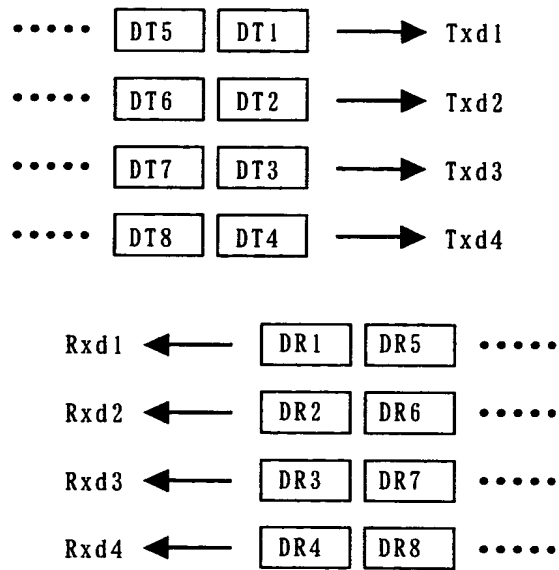 ..... DT5 DT1 Txd1
..... DT6 DT2 Txd2
..... DT7 DT3 Txd3
..... DT8 DT4 Txd4
Rxd1 DR1 DR5 .....
Rxd2 DR2 DR6 .....
Rxd3 DR3 DR7 .....
Rxd4 DR4 DR8 .....